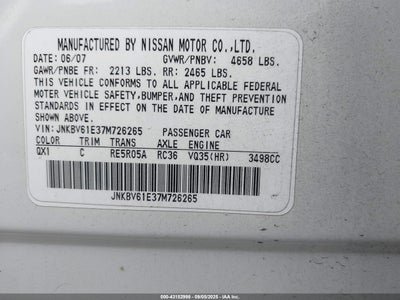 MANUFACTURED BY NISSAN MOTOR CO.,LTD.
DATE: 06/07 GVWR/PNBV: 4658 LBS.
GAWR/PNBE FR: 2213 LBS. RR: 2465 LBS.
THIS VEHICLE CONFORMS TO ALL APPLICABLE FEDERAL
MOTOR VEHICLE SAFETY,BUMPER,AND THEFT PREVENTION
STANDARDS IN EFFECT ON THE DATE OF MANUFACTURE
SHOWN ABOVE.
VIN: JNKBV61E37M726265 PASSENGER CAR
COLOR TRIM TRANS AXLE ENGINE
QX1 C RE5R05A RC36 VQ35(HR) 3498CC
JNKBV61E37M726265
000-43152998 - 09/05/2025 - IAAI.COM